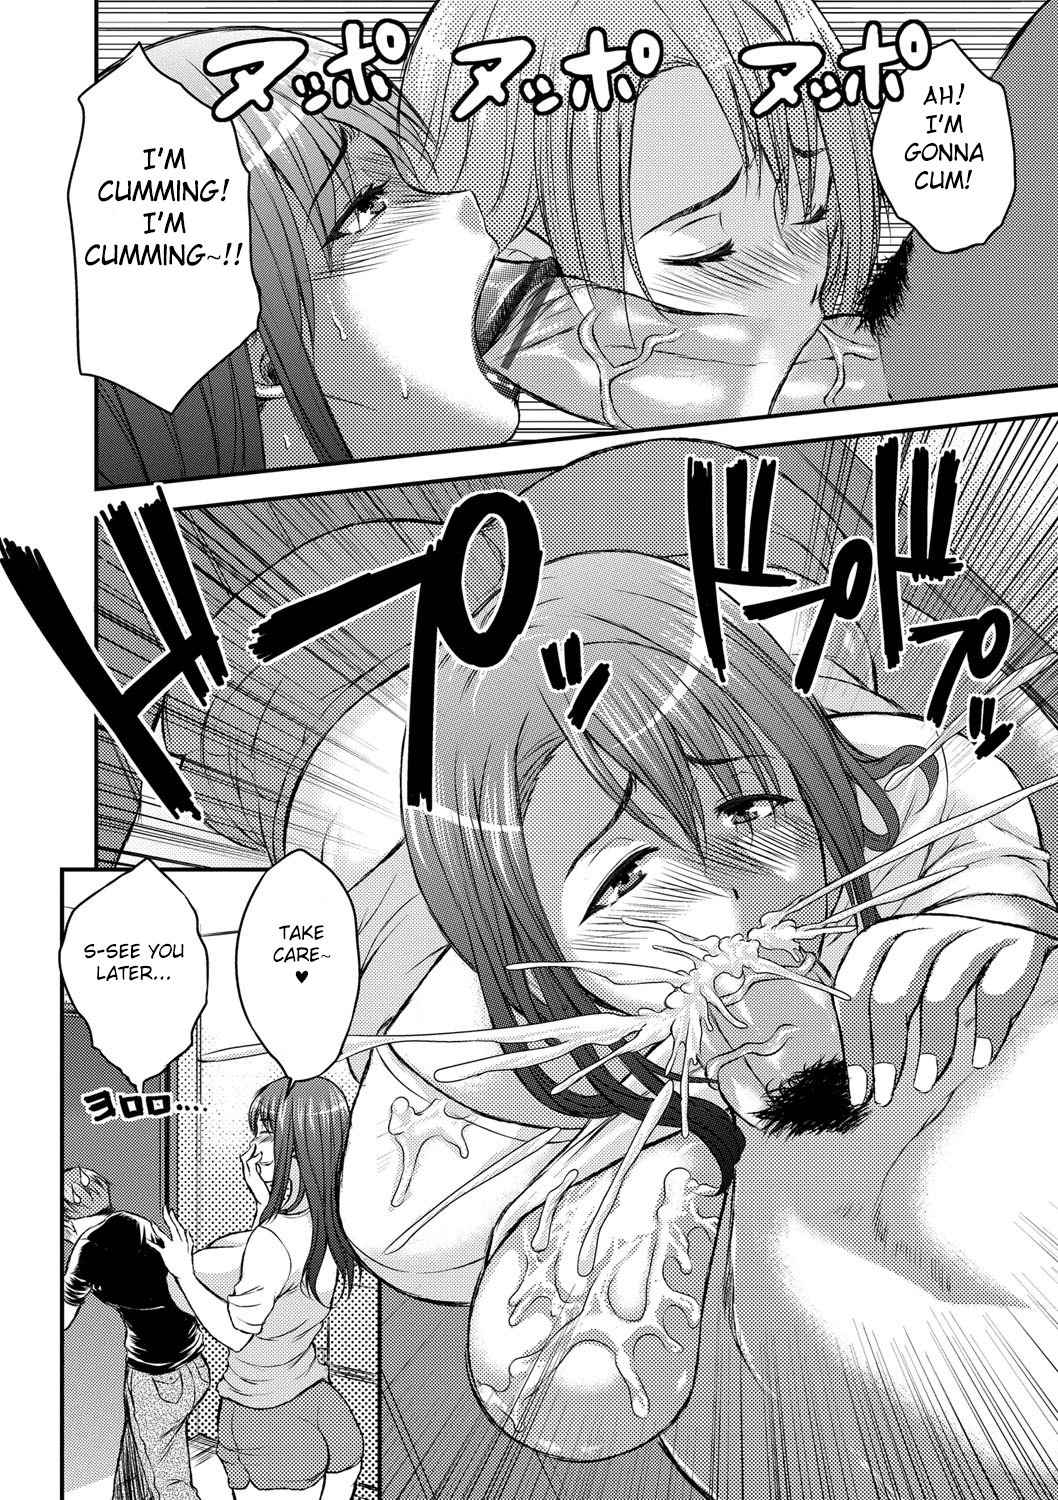 AH!
I'M
GONNA
CUM!
ヌッポ
ヌッポ
ヌッポ
I'M
CUMMING!
I'M
CUMMING~!!
ドプッ
ドプッ
ドプッ
TAKE
CARE~
♥
S-SEE YOU
LATER...
ヨロロ....